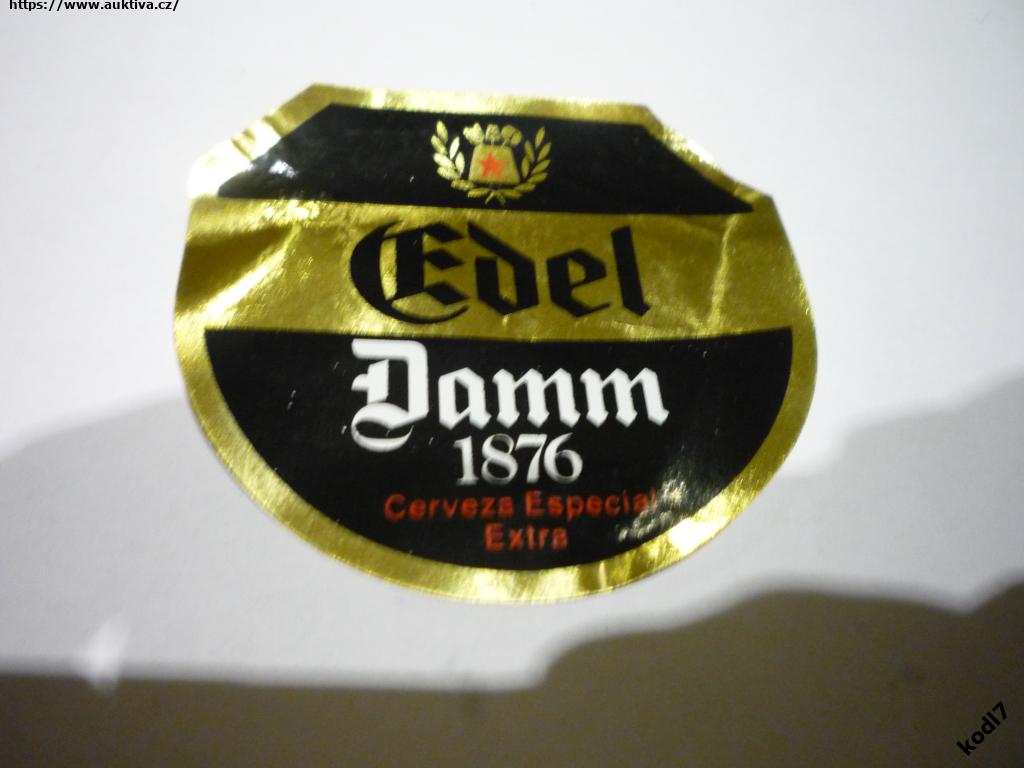 https://www.auktiva.cz/
Edel
Damm
1876
Cerveza Especial
Extra
kodl7